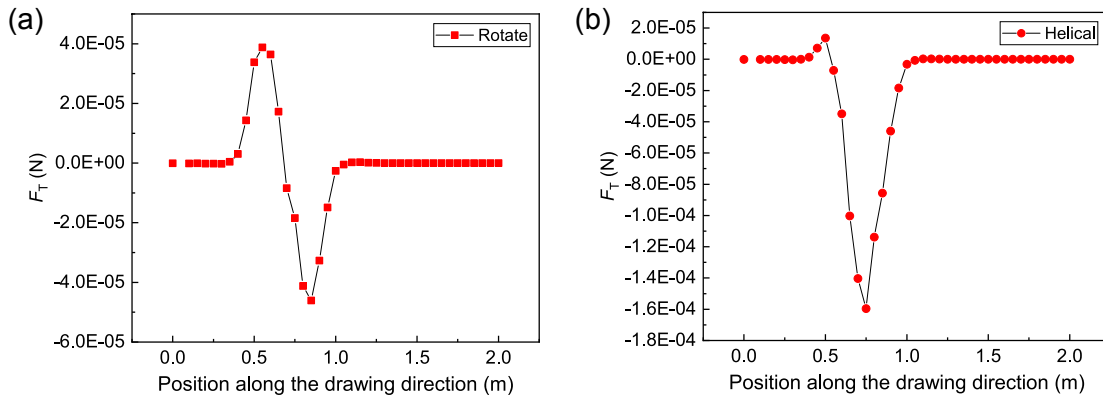 (a)
Rotate
4.0E-05
2.0E-05
0.0E+00
-2.0E-05
-4.0E-05
-6.0E-05
F_T (N)
0.0 0.5 1.0 1.5 2.0
Position along the drawing direction (m)
(b)
Helical
2.0E-05
0.0E+00
-2.0E-05
-4.0E-05
-6.0E-05
-8.0E-05
-1.0E-04
-1.2E-04
-1.4E-04
-1.6E-04
-1.8E-04
F_T (N)
0.0 0.5 1.0 1.5 2.0
Position along the drawing direction (m)